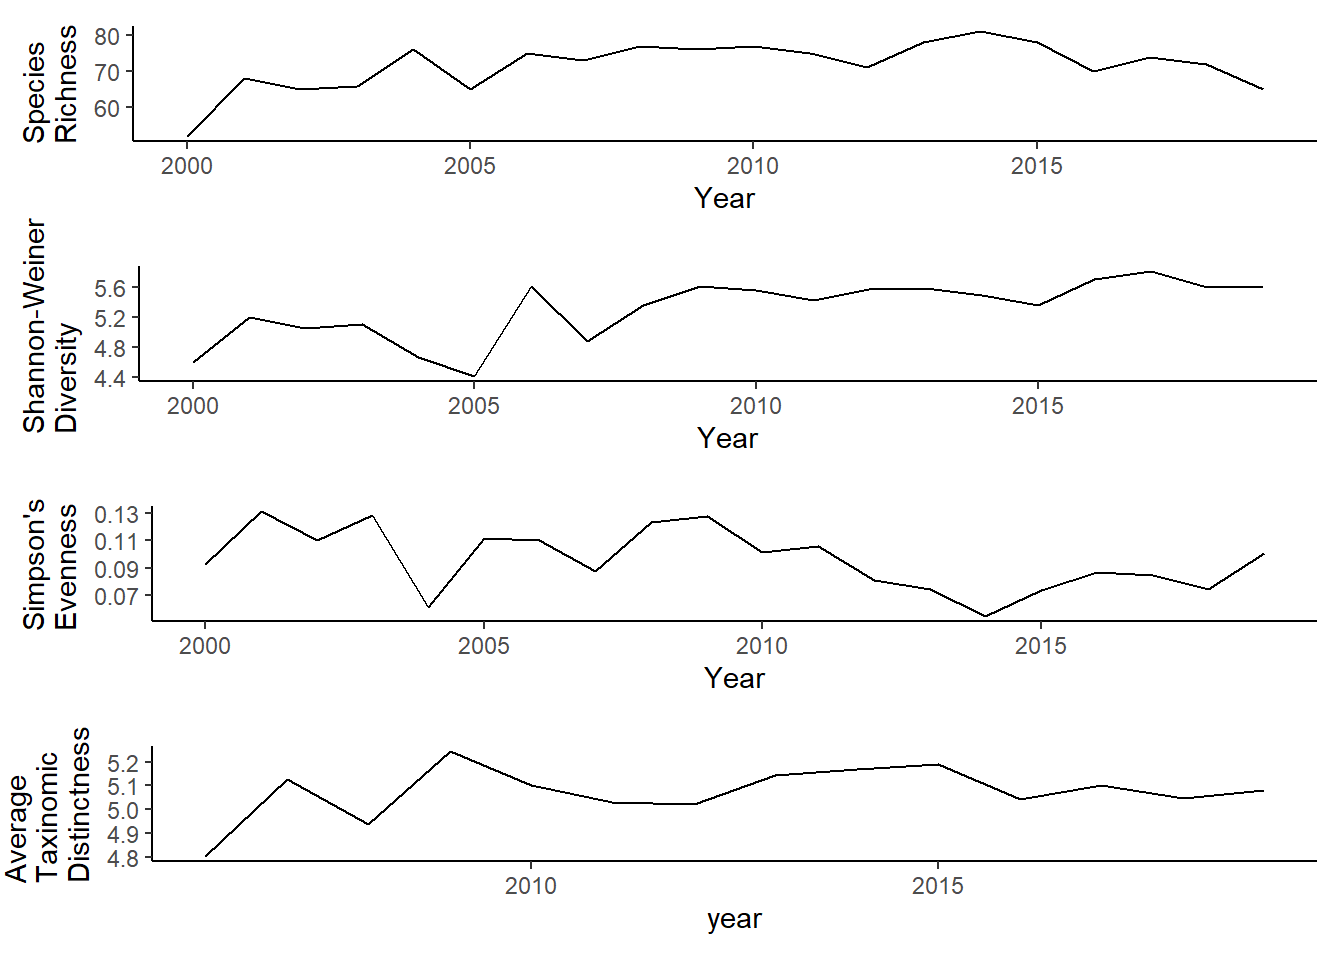 Species
Richness
80
70
60
2000 2005 2010 2015
Year
Shannon-Weiner
Diversity
5.6
5.2
4.8
4.4
2000 2005 2010 2015
Year
Simpson's
Evenness
0.13
0.11
0.09
0.07
2000 2005 2010 2015
Year
Average
Taxinomic
Distinctness
5.2
5.1
5.0
4.9
4.8
2010 2015
year